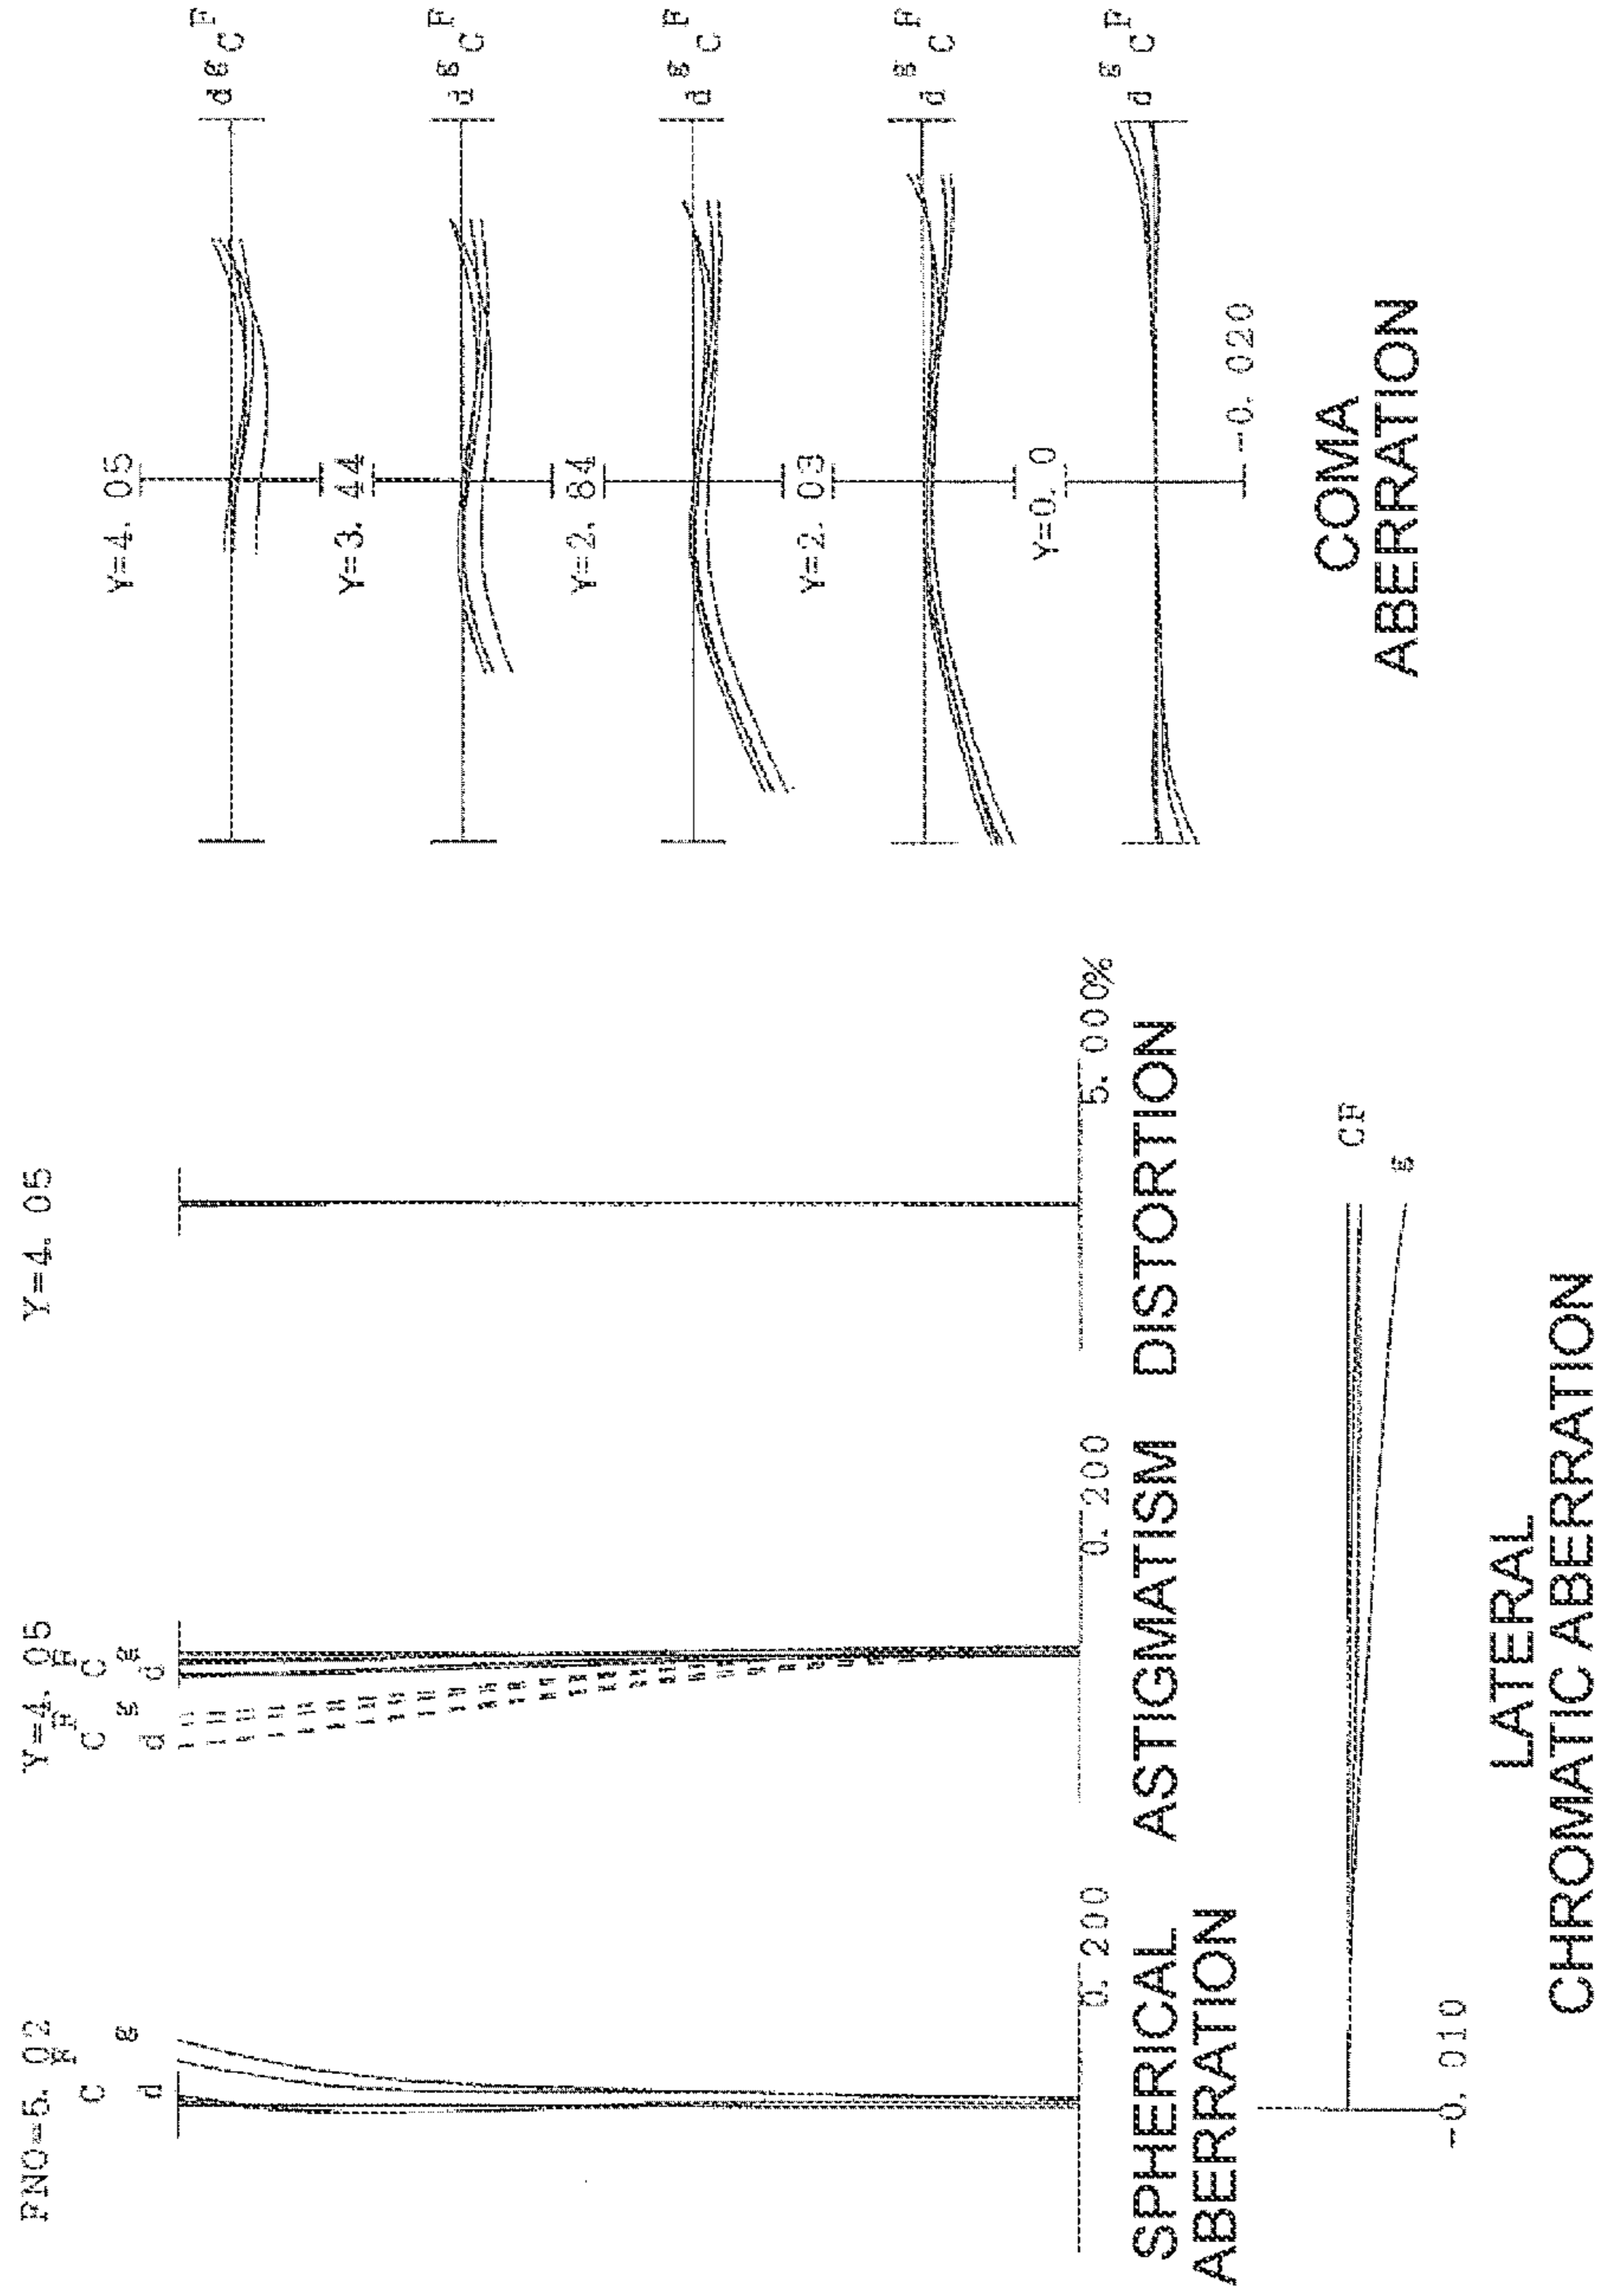 FNO=5. 02
F
C
g
d
Y=4. 05
F
C
g
d
F
C
g
d
Y=4. 05
0. 200
SPHERICAL
ABERRATION
0. 200
ASTIGMATISM
5. 00%
DISTORTION
Y=4. 05
d g C F
Y=3. 44
d g C F
Y=2. 84
d g C F
Y=2. 03
d g C F
Y=0. 0
d g C F
-0. 020
COMA
ABERRATION
CF
g
-0. 010
LATERAL
CHROMATIC ABERRATION